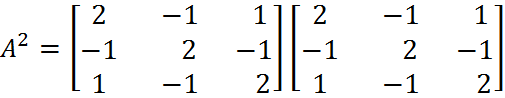 A² = [2 −1 1] [2 −1 1]
[−1 2 −1] [−1 2 −1]
[1 −1 2] [1 −1 2]